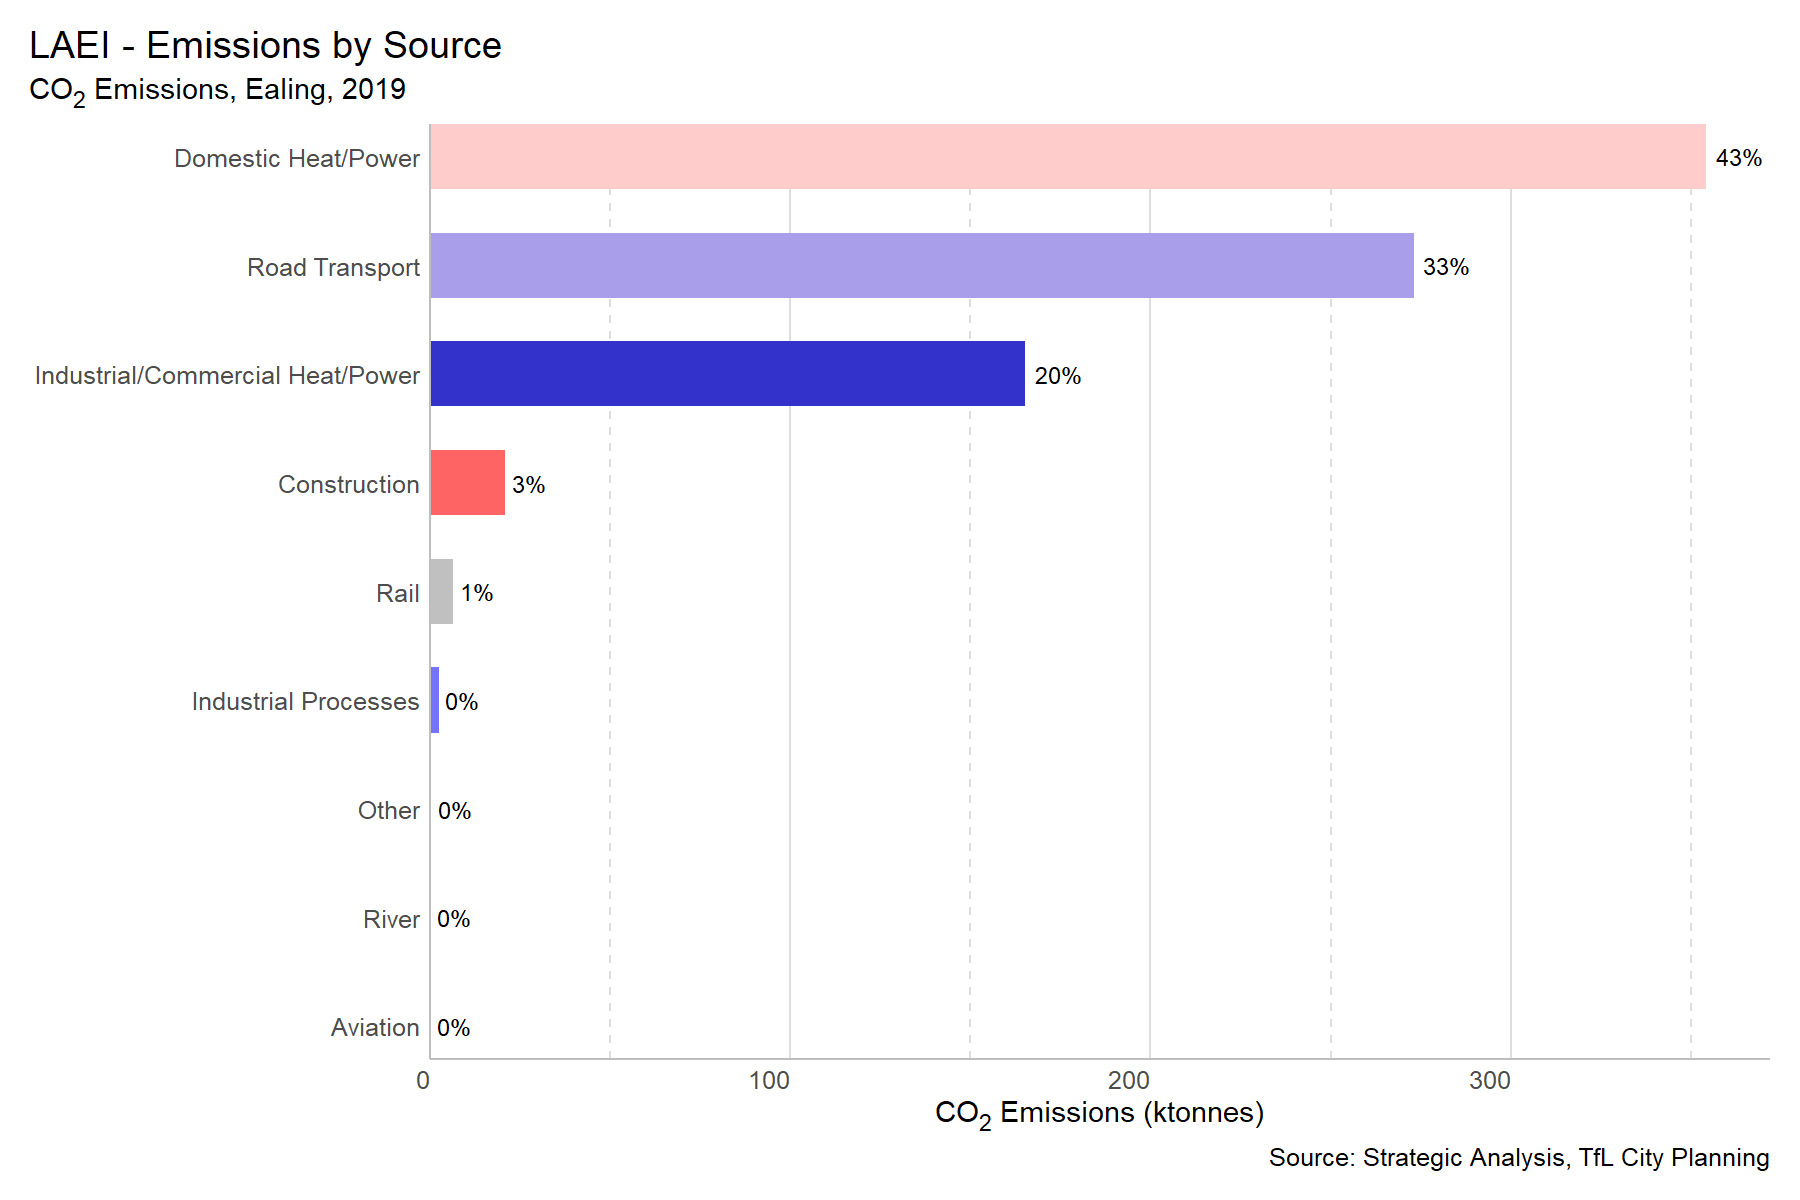 LAEI - Emissions by Source
CO₂ Emissions, Ealing, 2019
Domestic Heat/Power 43%
Road Transport 33%
Industrial/Commercial Heat/Power 20%
Construction 3%
Rail 1%
Industrial Processes 0%
Other 0%
River 0%
Aviation 0%
0 100 200 300
CO₂ Emissions (ktonnes)
Source: Strategic Analysis, TfL City Planning